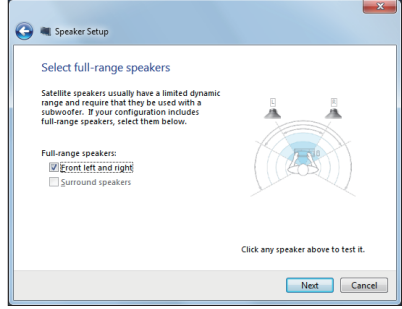 Speaker Setup
Select full-range speakers
Satellite speakers usually have a limited dynamic
range and require that they be used with a
subwoofer. If your configuration includes
full-range speakers, select them below.
L R
Full-range speakers:
Front left and right
Surround speakers
Click any speaker above to test it.
Next Cancel